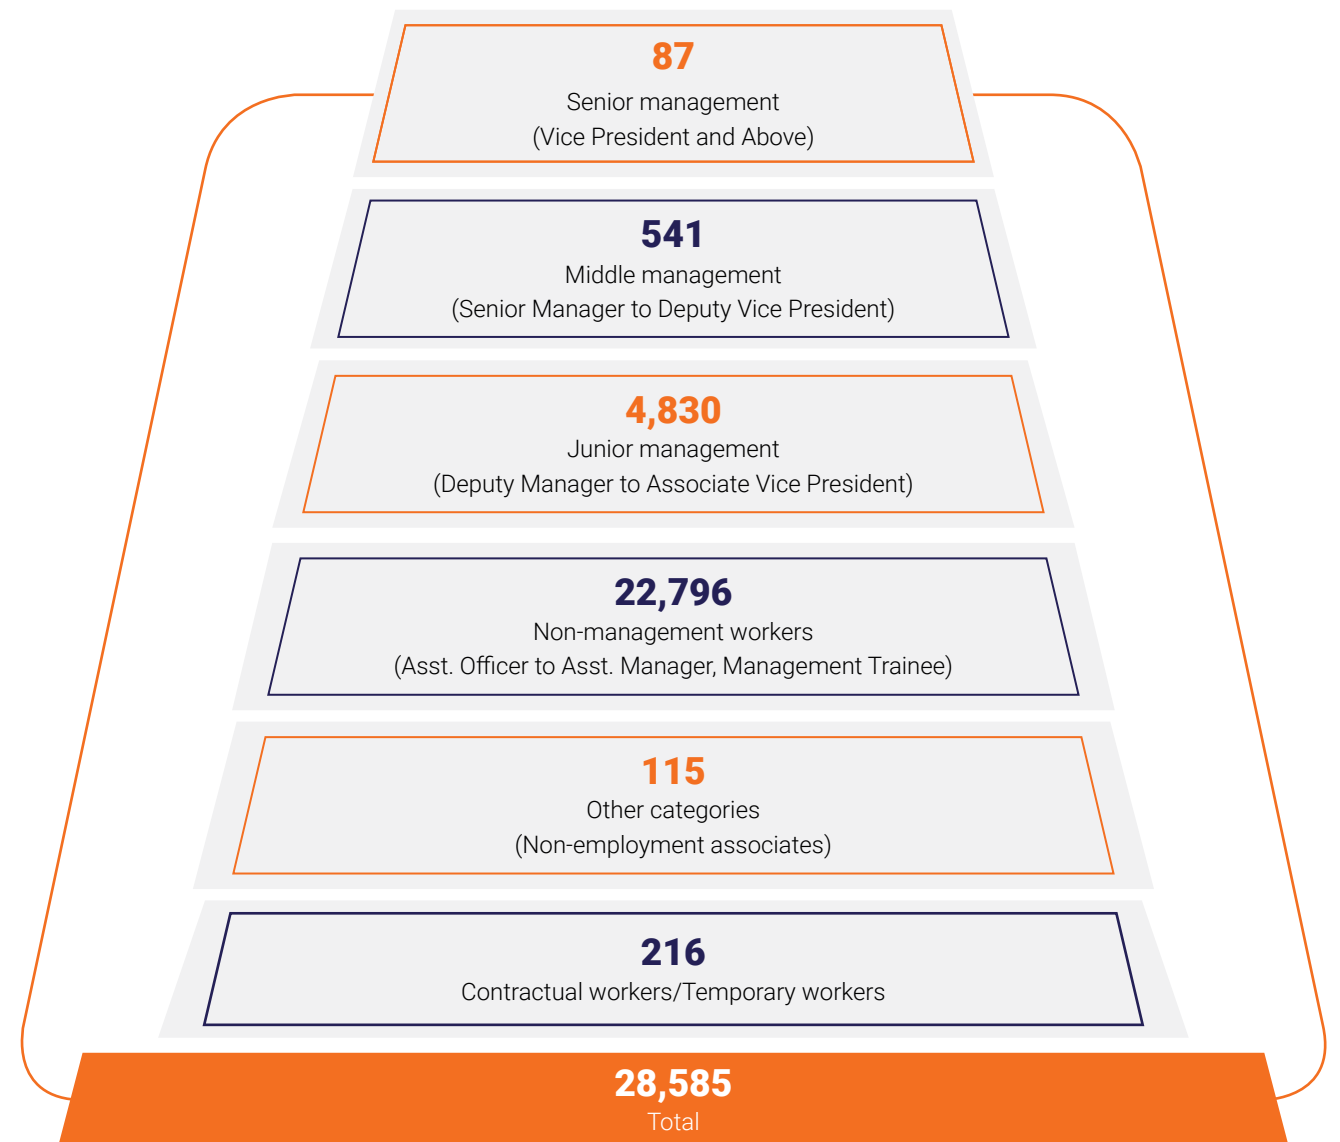 87
Senior management
(Vice President and Above)
541
Middle management
(Senior Manager to Deputy Vice President)
4,830
Junior management
(Deputy Manager to Associate Vice President)
22,796
Non-management workers
(Asst. Officer to Asst. Manager, Management Trainee)
115
Other categories
(Non-employment associates)
216
Contractual workers/Temporary workers
28,585
Total